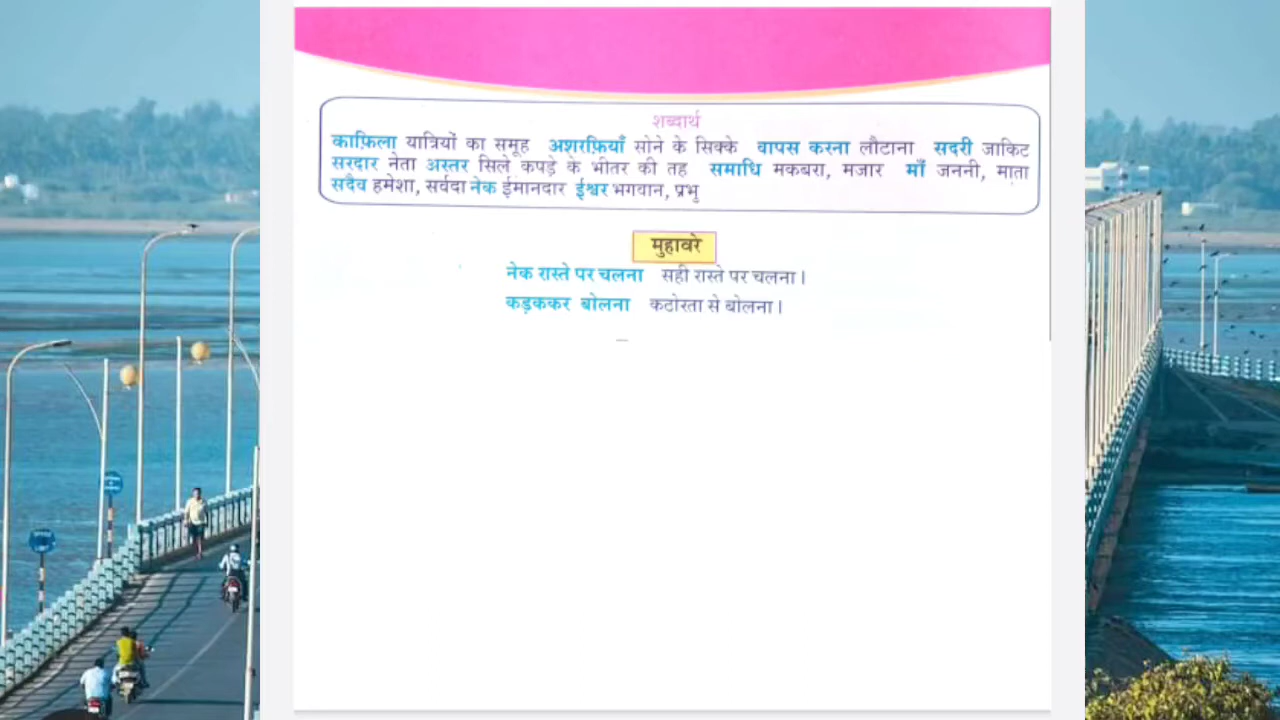 शब्दार्थ
काफ़िला यात्रियों का समूह अशरफ़ियाँ सोने के सिक्के वापस करना लौटाना सदरी जाकिट
सरदार नेता अस्तर सिले कपड़े के भीतर की तह समाधि मकबरा, मजार माँ जननी, माता
सदैव हमेशा, सर्वदा नेक ईमानदार ईश्वर भगवान, प्रभु
मुहावरे
नेक रास्ते पर चलना सही रास्ते पर चलना।
कड़ककर बोलना कठोरता से बोलना।